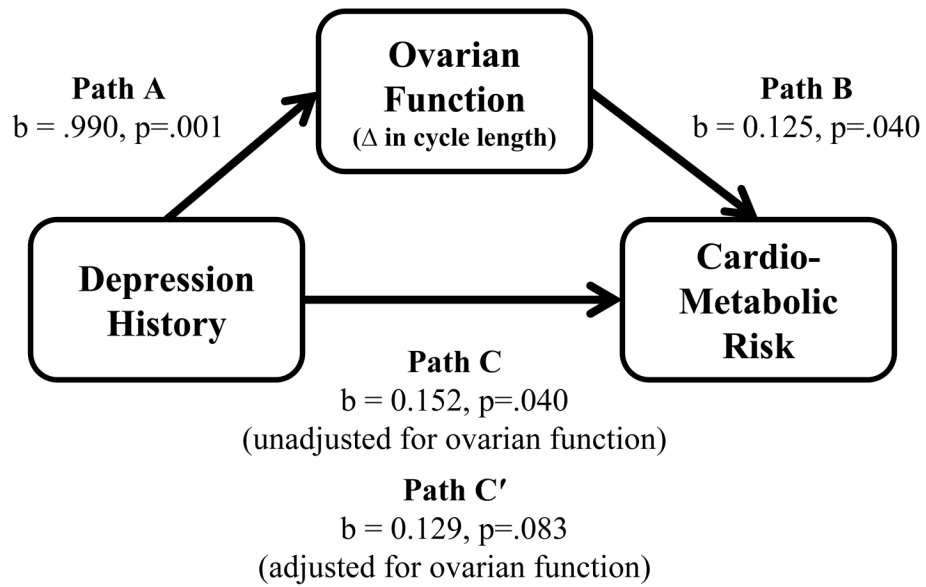 Ovarian
Function
(Δ in cycle length)
Path A
b = .990, p=.001
Path B
b = 0.125, p=.040
Depression
History
Cardio-
Metabolic
Risk
Path C
b = 0.152, p=.040
(unadjusted for ovarian function)
Path C′
b = 0.129, p=.083
(adjusted for ovarian function)